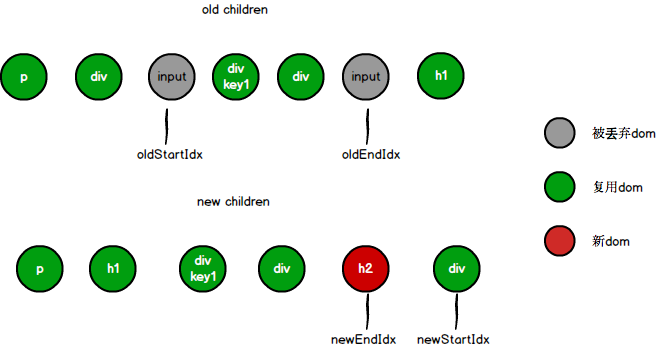 old children
p
div
input
div
key1
div
input
h1
oldStartIdx
oldEndIdx
被丢弃dom
复用dom
新dom
new children
p
h1
div
key1
div
h2
div
newEndIdx
newStartIdx